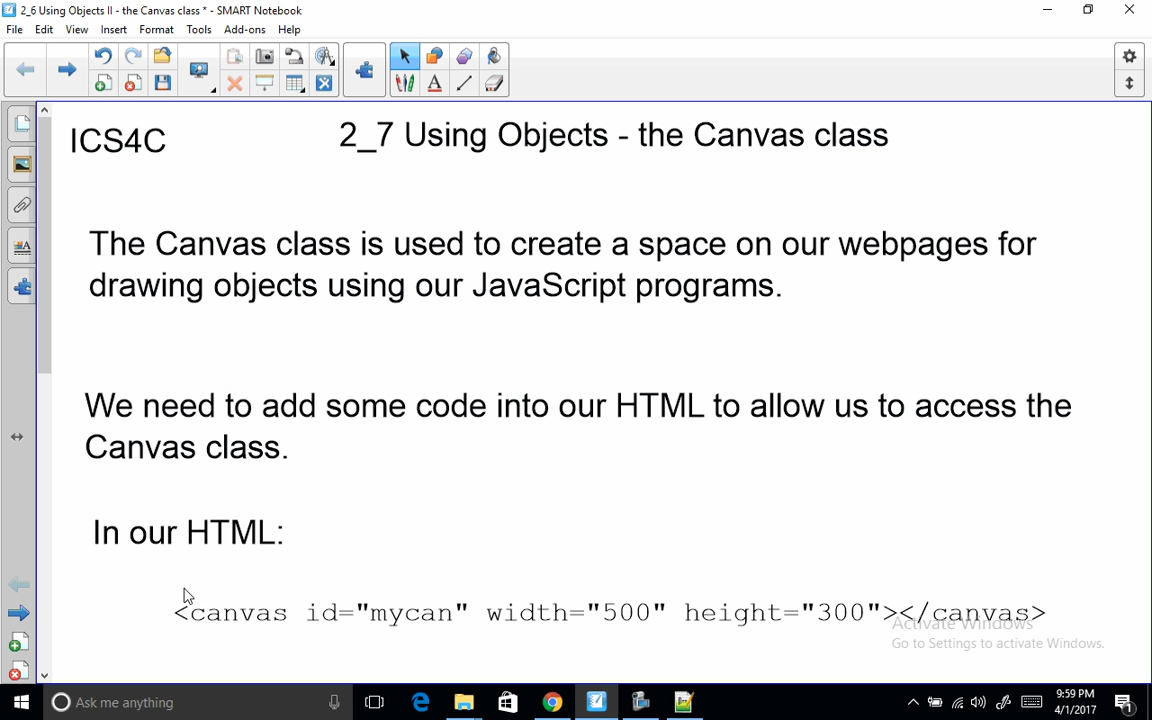 2_6 Using Objects II - the Canvas class * - SMART Notebook
File Edit View Insert Format Tools Add-ons Help
ICS4C
2_7 Using Objects - the Canvas class
The Canvas class is used to create a space on our webpages for
drawing objects using our JavaScript programs.
We need to add some code into our HTML to allow us to access the
Canvas class.
In our HTML:
<canvas id="mycan" width="500" height="300"></canvas>
Activate Windows
Go to Settings to activate Windows.
Ask me anything
9:59 PM
4/1/2017
1